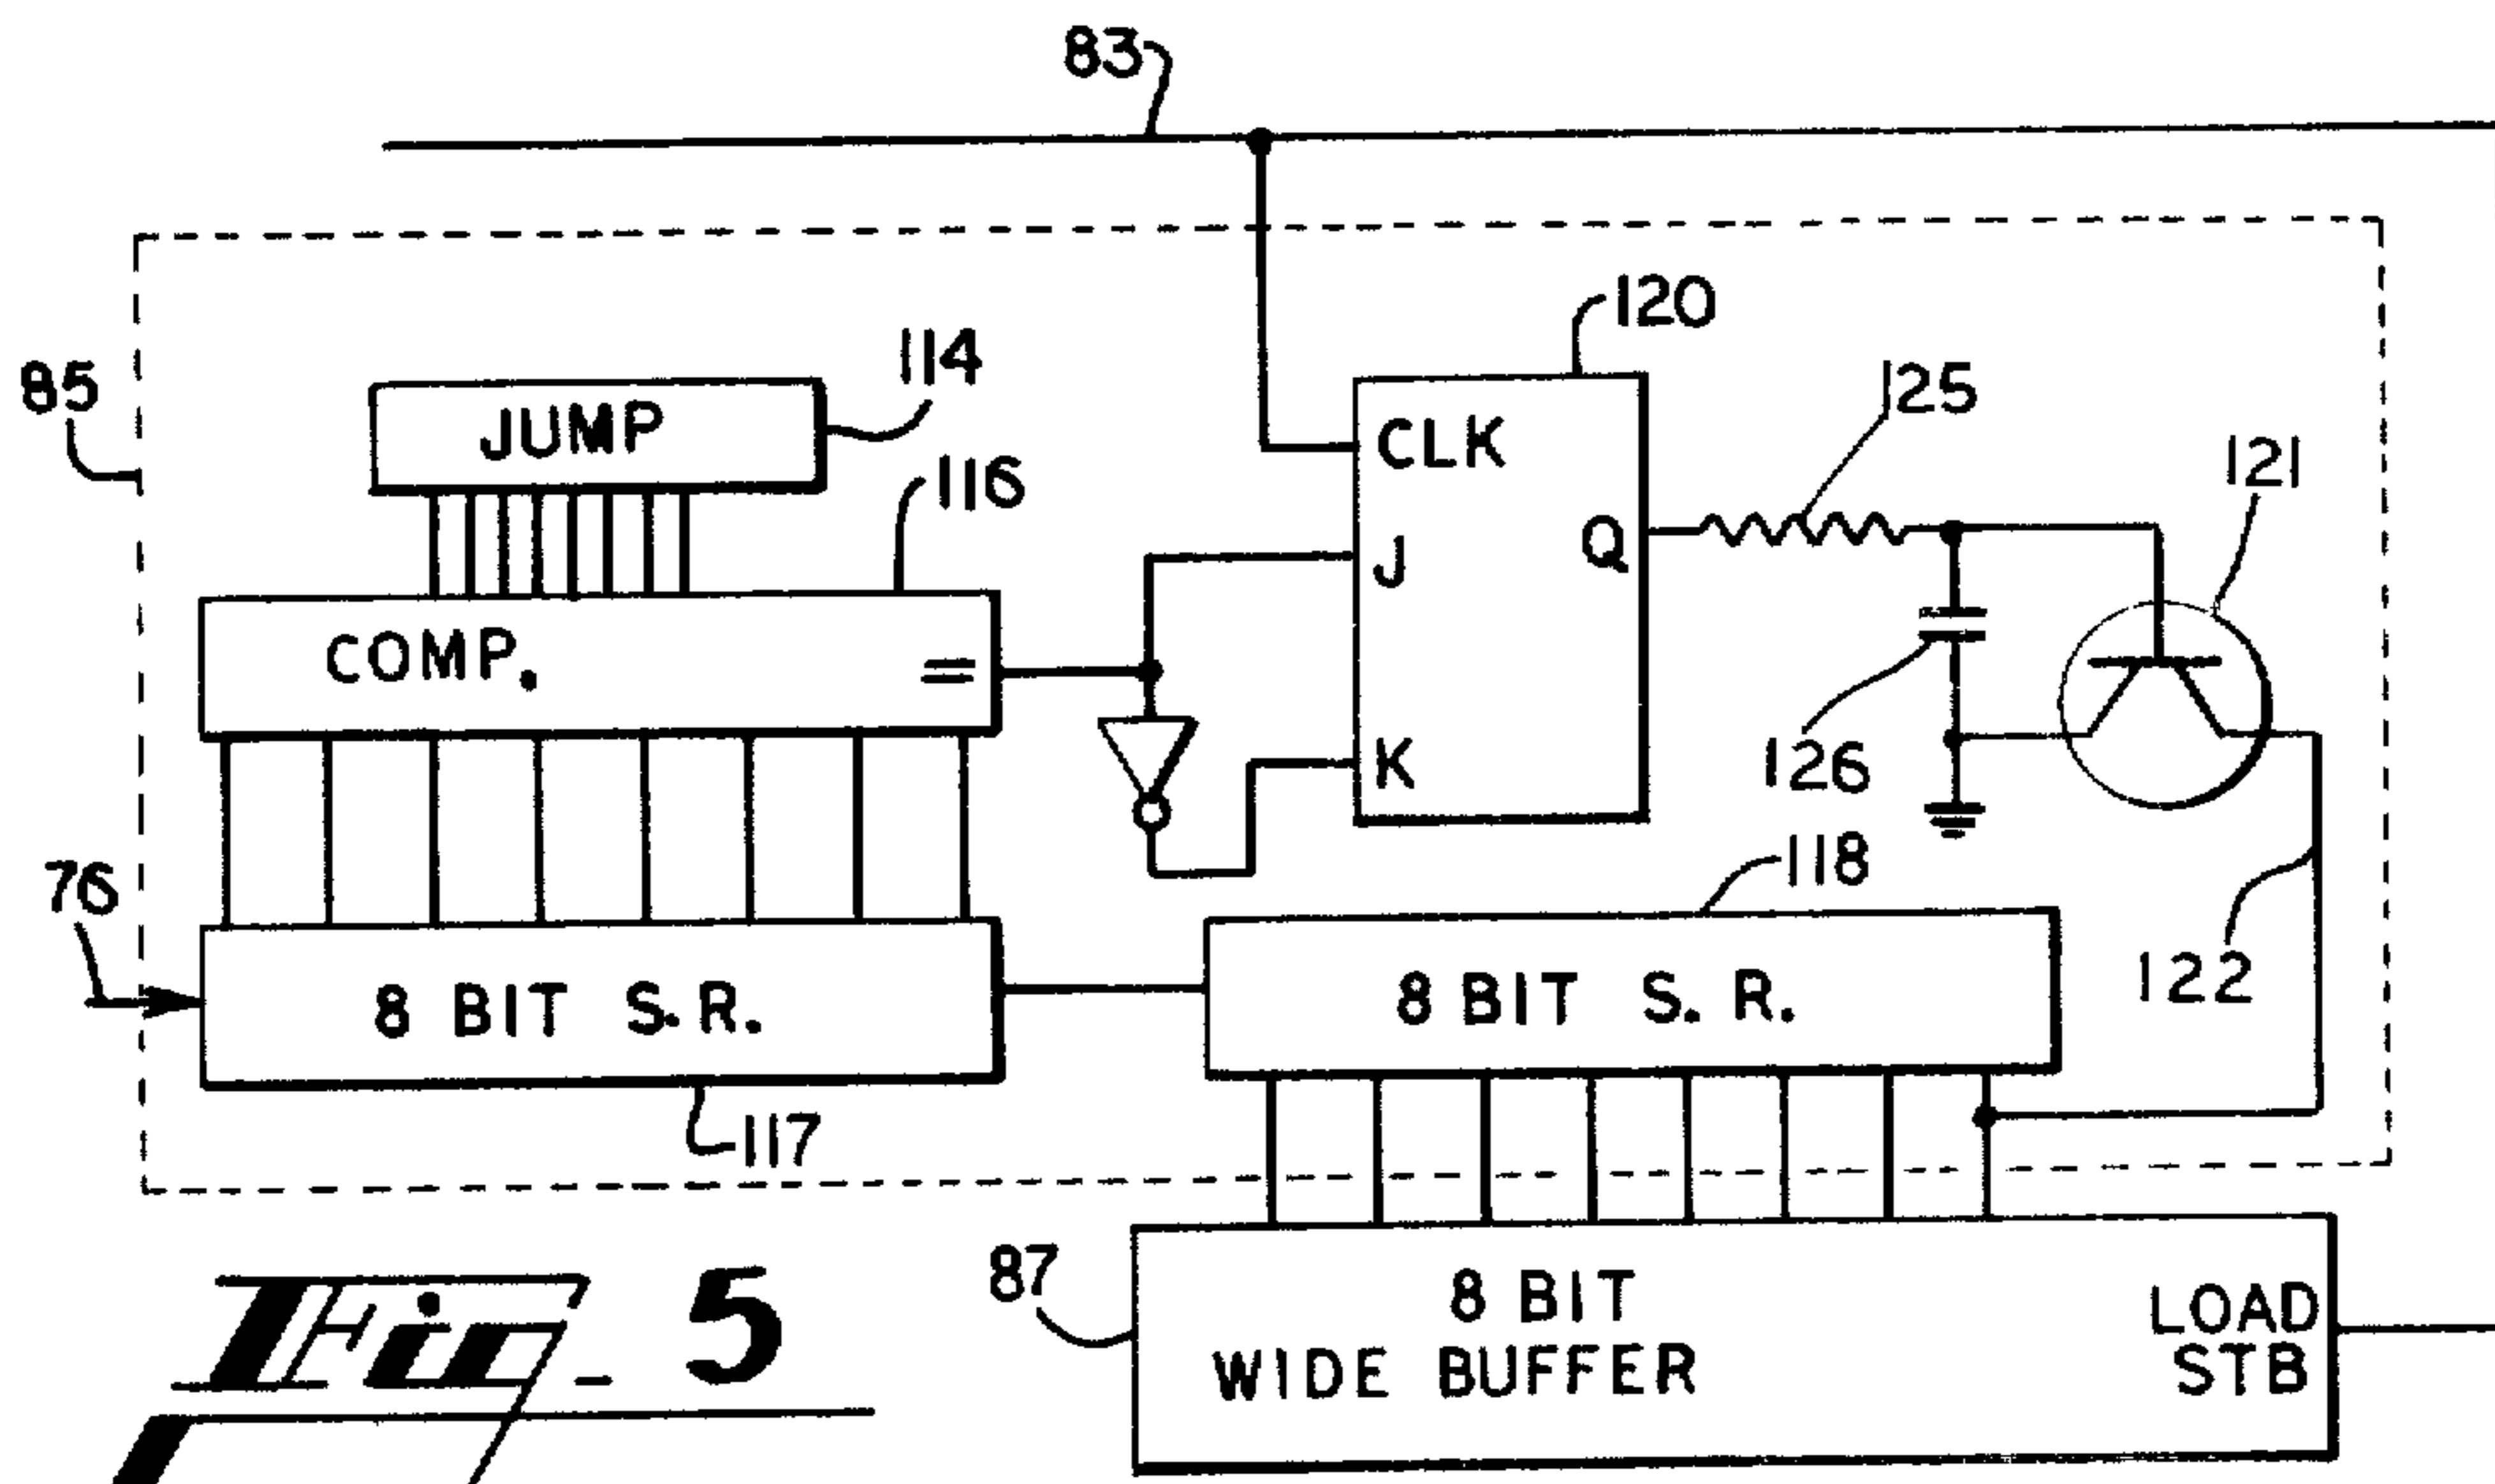 83
120
114
125
85
JUMP
CLK
121
116
J
Q
COMP.
=
K
126
118
76
8 BIT S.R.
8 BIT S. R.
122
117
87
8 BIT
WIDE BUFFER
LOAD
STB
Fig_ 5